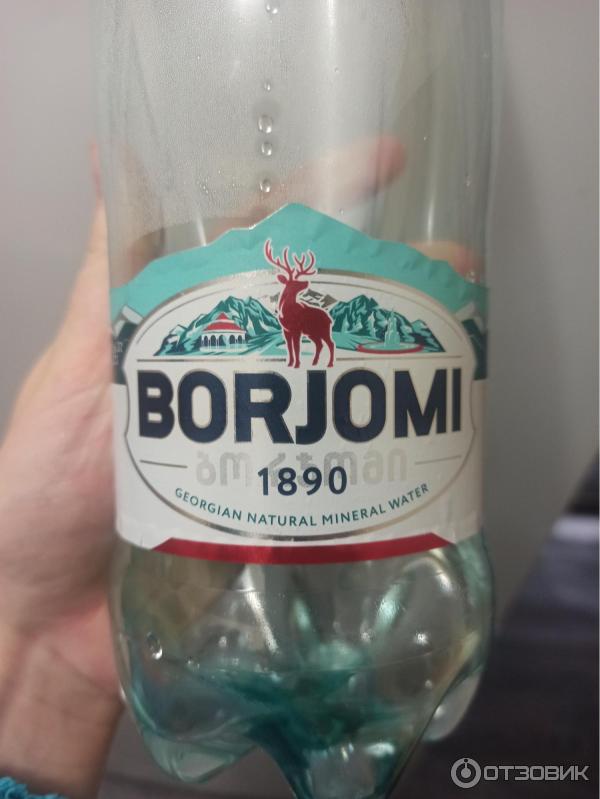 BORJOMI
ბორჯომი
1890
GEORGIAN NATURAL MINERAL WATER
ОТЗОВИК